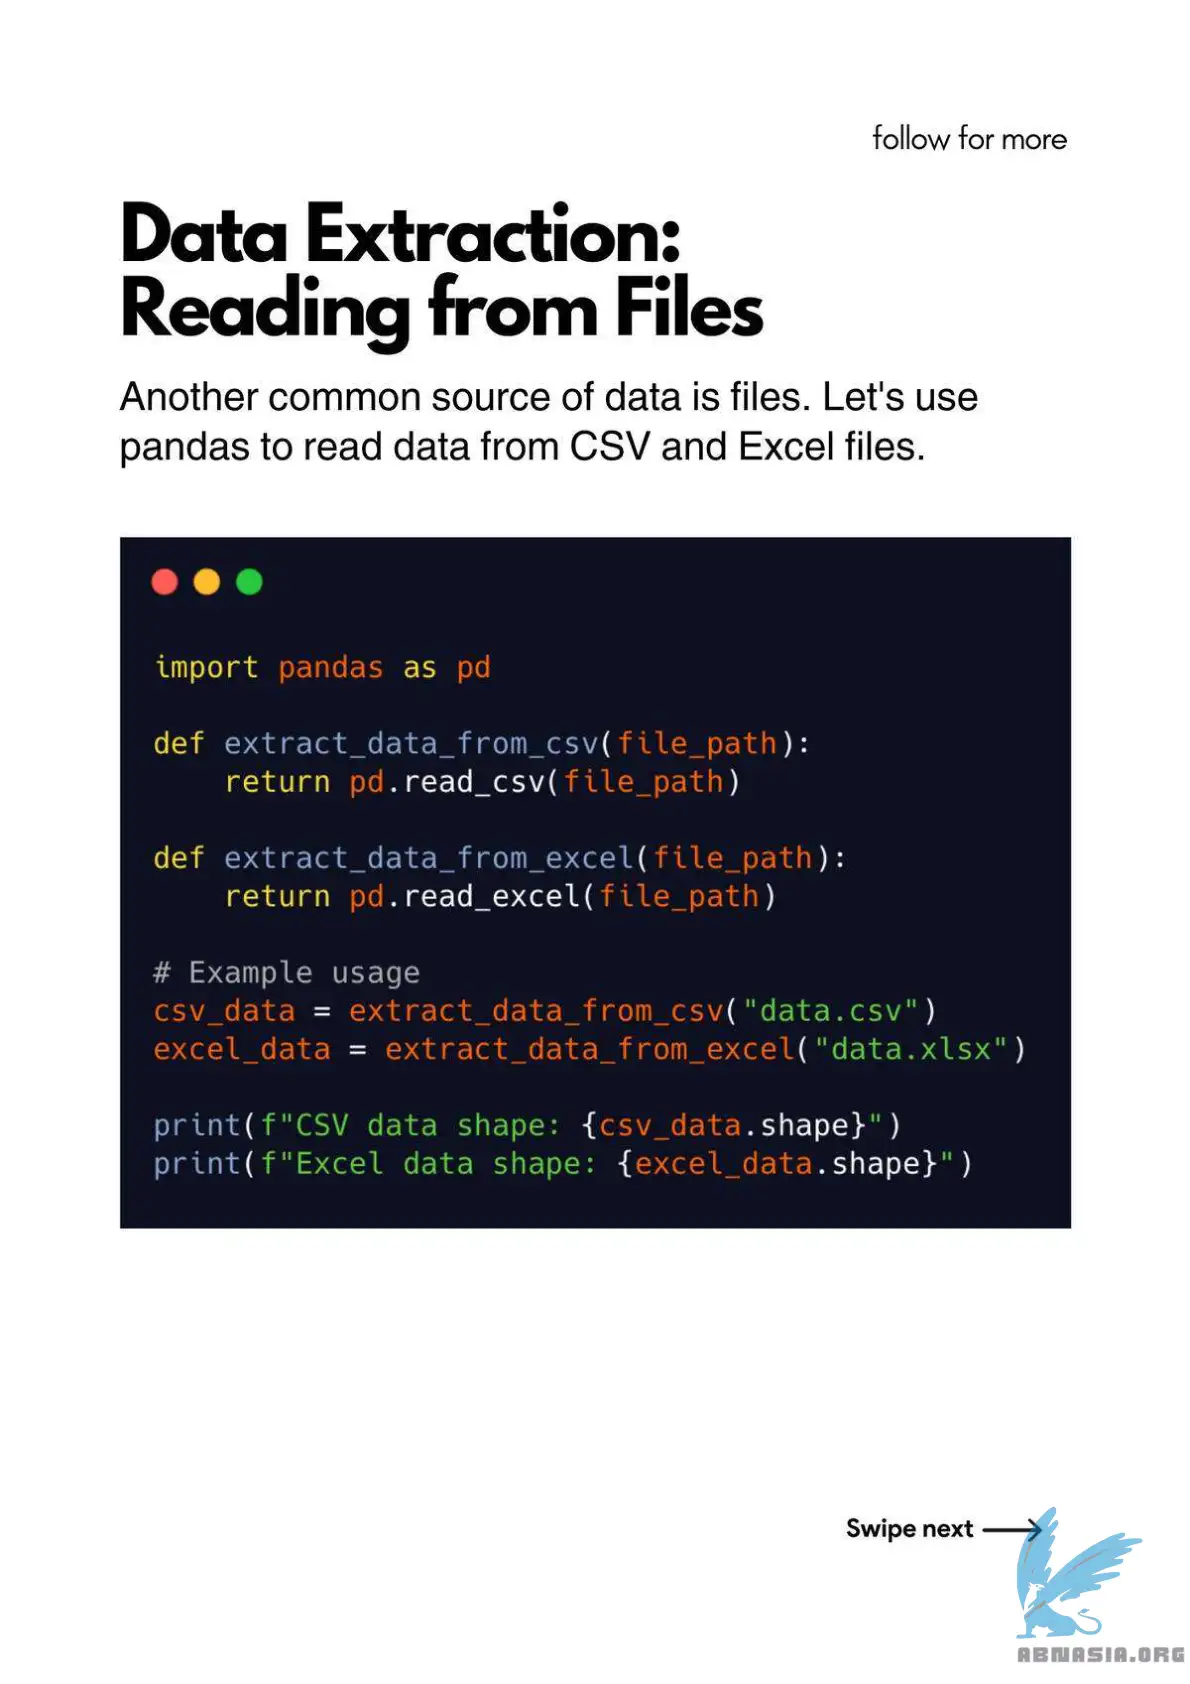 follow for more
Data Extraction:
Reading from Files
Another common source of data is files. Let's use
pandas to read data from CSV and Excel files.
import pandas as pd
def extract_data_from_csv(file_path):
    return pd.read_csv(file_path)
def extract_data_from_excel(file_path):
    return pd.read_excel(file_path)
# Example usage
csv_data = extract_data_from_csv("data.csv")
excel_data = extract_data_from_excel("data.xlsx")
print(f"CSV data shape: {csv_data.shape}")
print(f"Excel data shape: {excel_data.shape}")
Swipe next
ABNASIA.ORG